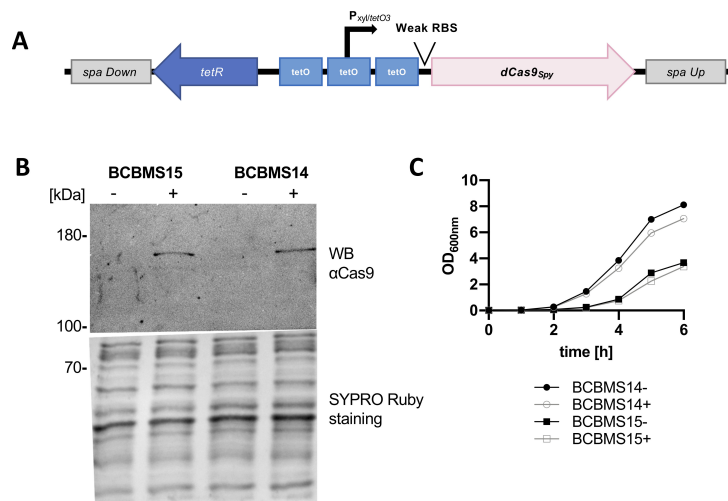 A
Pxyl/tetO3
Weak RBS
spa Down
tetR
tetO
tetO
tetO
dCas9Spy
spa Up
B
BCBMS15
BCBMS14
[kDa]
-
+
-
+
180-
WB
αCas9
100-
70-
SYPRO Ruby
staining
C
OD600nm
10
8
6
4
2
0
0
2
4
6
time [h]
BCBMS14-
BCBMS14+
BCBMS15-
BCBMS15+